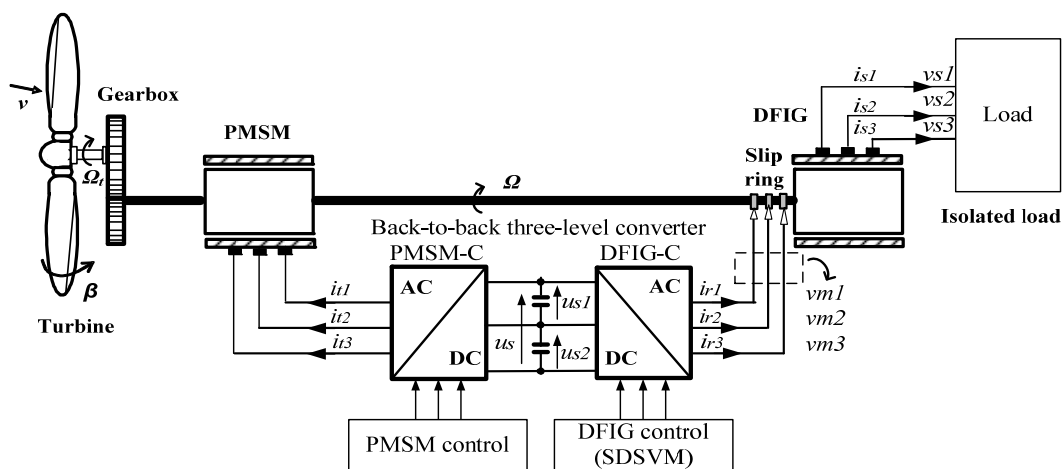 v
Gearbox
Ωt
β
Turbine
PMSM
Ω
Back-to-back three-level converter
PMSM-C
DFIG-C
AC
DC
AC
DC
it1
it2
it3
us
us1
us2
ir1
ir2
ir3
PMSM control
DFIG control
(SDSVM)
DFIG
Slip
ring
is1
is2
is3
vs1
vs2
vs3
Load
Isolated load
vm1
vm2
vm3